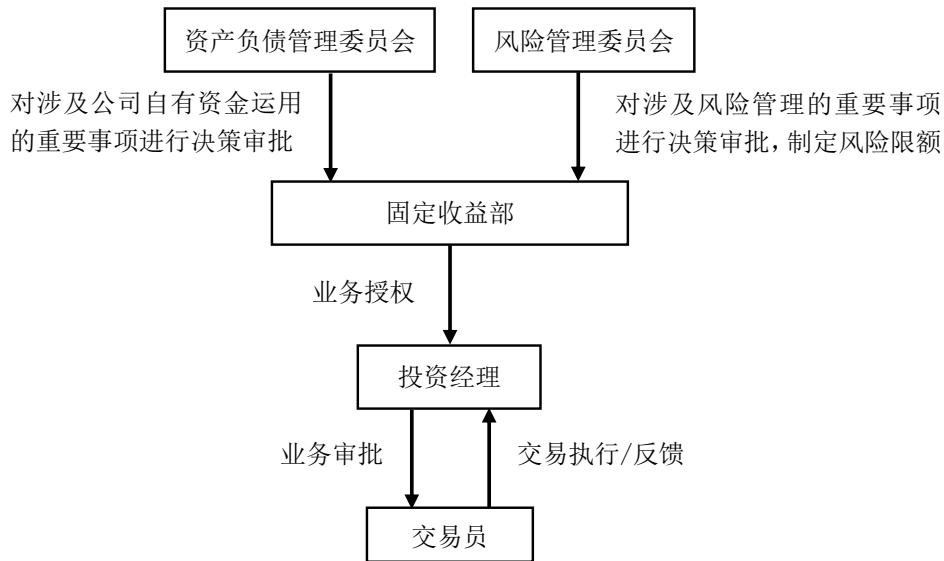 资产负债管理委员会
风险管理委员会
对涉及公司自有资金运用
的重要事项进行决策审批
对涉及风险管理的重要事项
进行决策审批，制定风险限额
固定收益部
业务授权
投资经理
业务审批
交易执行/反馈
交易员